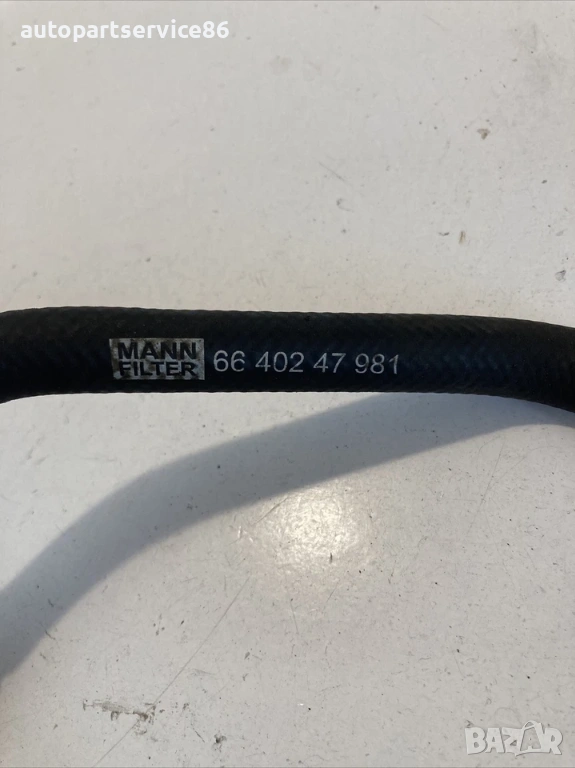 autopartservice86
MANN
FILTER
66 402 47 981
BAZAR